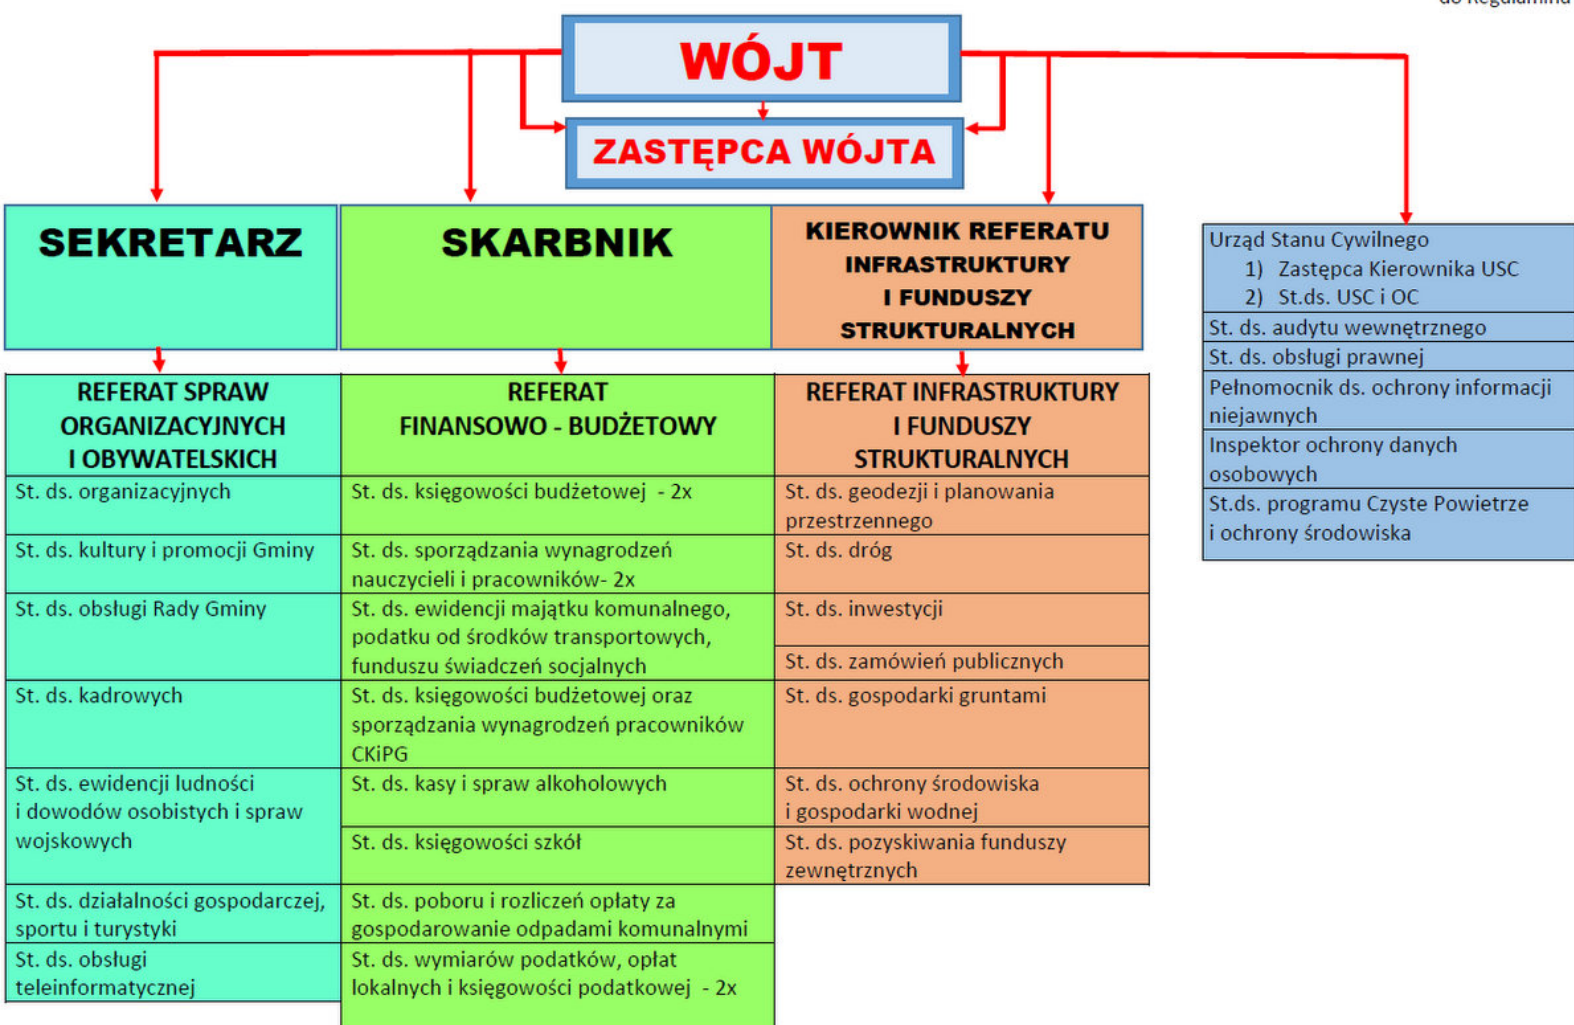 do Regulaminu
WÓJT
ZASTĘPCA WÓJTA
SEKRETARZ
SKARBNIK
KIEROWNIK REFERATU
INFRASTRUKTURY
I FUNDUSZY
STRUKTURALNYCH
Urząd Stanu Cywilnego
1) Zastępca Kierownika USC
2) St.ds. USC i OC
St. ds. audytu wewnętrznego
St. ds. obsługi prawnej
Pełnomocnik ds. ochrony informacji
niejawnych
Inspektor ochrony danych
osobowych
St.ds. programu Czyste Powietrze
i ochrony środowiska
REFERAT SPRAW
ORGANIZACYJNYCH
I OBYWATELSKICH
St. ds. organizacyjnych
St. ds. kultury i promocji Gminy
St. ds. obsługi Rady Gminy
St. ds. kadrowych
St. ds. ewidencji ludności
i dowodów osobistych i spraw
wojskowych
St. ds. działalności gospodarczej,
sportu i turystyki
St. ds. obsługi
teleinformatycznej
REFERAT
FINANSOWO - BUDŻETOWY
St. ds. księgowości budżetowej - 2x
St. ds. sporządzania wynagrodzeń
nauczycieli i pracowników- 2x
St. ds. ewidencji majątku komunalnego,
podatku od środków transportowych,
funduszu świadczeń socjalnych
St. ds. księgowości budżetowej oraz
sporządzania wynagrodzeń pracowników
CKiPG
St. ds. kasy i spraw alkoholowych
St. ds. księgowości szkół
St. ds. poboru i rozliczeń opłaty za
gospodarowanie odpadami komunalnymi
St. ds. wymiarów podatków, opłat
lokalnych i księgowości podatkowej - 2x
REFERAT INFRASTRUKTURY
I FUNDUSZY
STRUKTURALNYCH
St. ds. geodezji i planowania
przestrzennego
St. ds. dróg
St. ds. inwestycji
St. ds. zamówień publicznych
St. ds. gospodarki gruntami
St. ds. ochrony środowiska
i gospodarki wodnej
St. ds. pozyskiwania funduszy
zewnętrznych